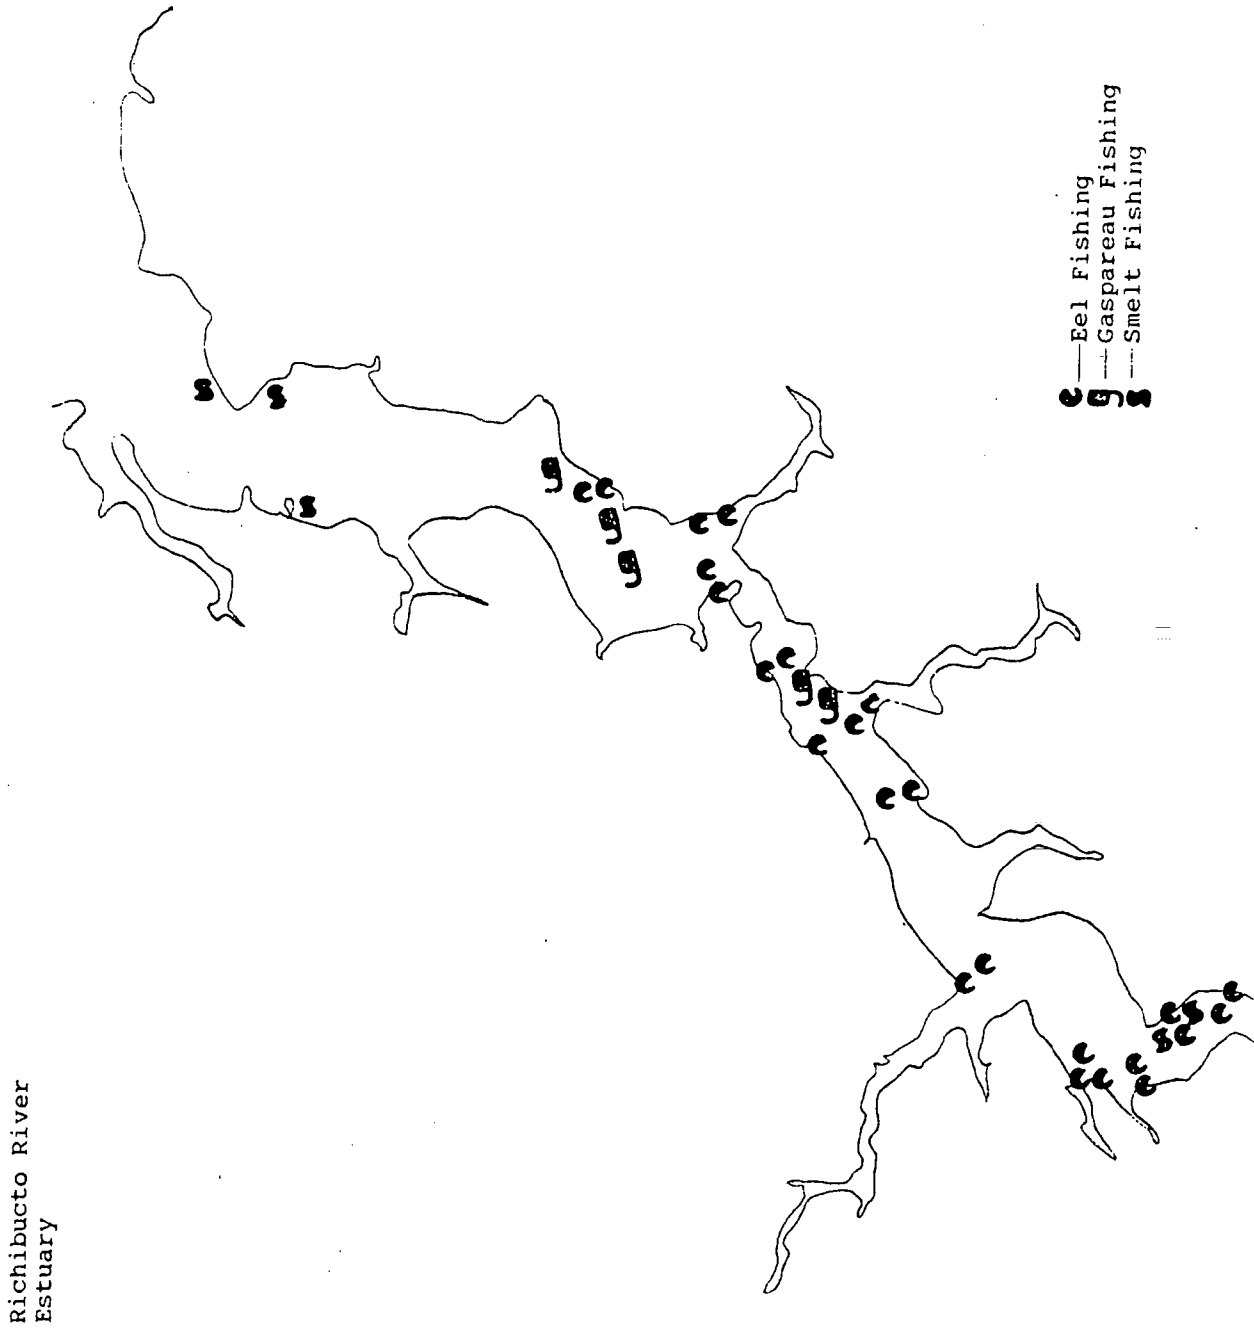 Richibucto River
Estuary
e —Eel Fishing
g --Gaspareau Fishing
s ---Smelt Fishing